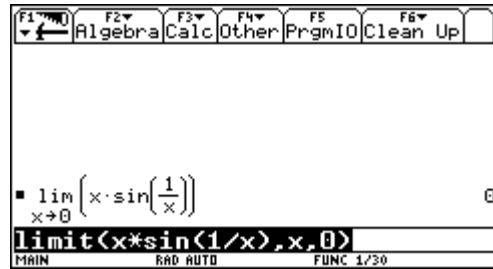 F1▼ F2▼ Algebra F3▼ Calc F4▼ Other F5 PrgmIO F6▼ Clean Up
▪ lim x→0 (x·sin(1/x)) 0
limit(x*sin(1/x),x,0)
MAIN RAD AUTO FUNC 1/30